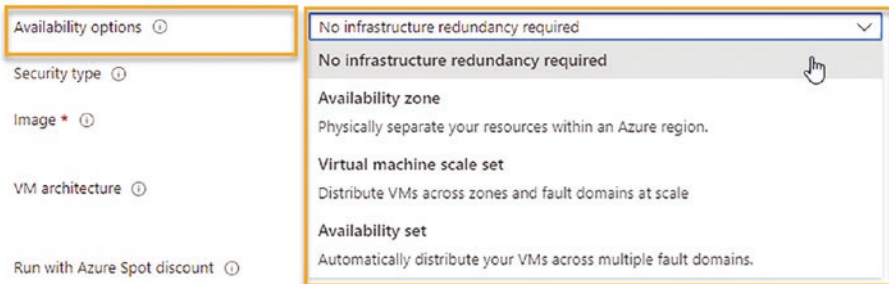 Availability options
No infrastructure redundancy required
No infrastructure redundancy required
Security type
Availability zone
Physically separate your resources within an Azure region.
Image *
Virtual machine scale set
Distribute VMs across zones and fault domains at scale
VM architecture
Availability set
Automatically distribute your VMs across multiple fault domains.
Run with Azure Spot discount